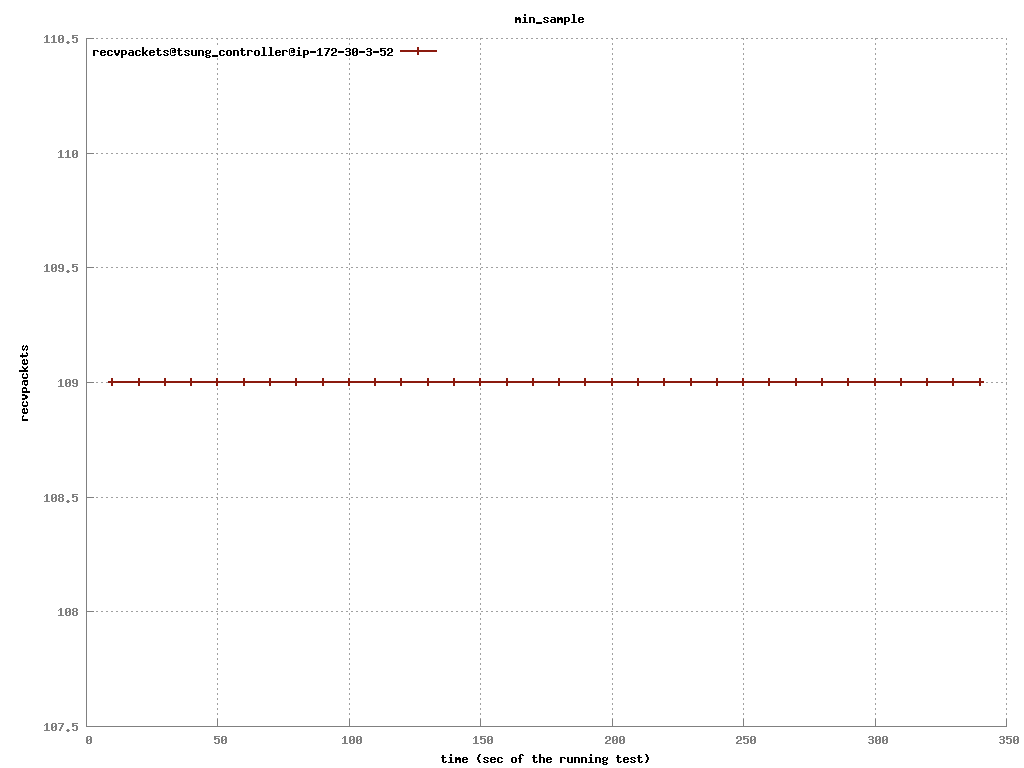 min_sample
recvpackets@tsung_controller@ip-172-30-3-52
110.5
110
109.5
109
108.5
108
107.5
recvpackets
0 50 100 150 200 250 300 350
time (sec of the running test)